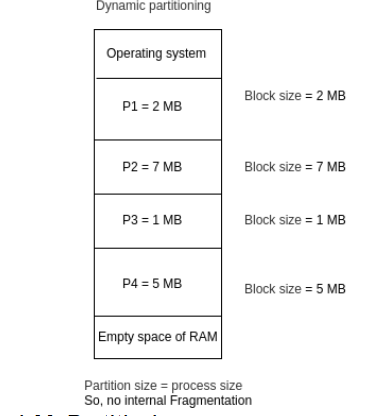 Dynamic partitioning
Operating system
P1 = 2 MB
Block size = 2 MB
P2 = 7 MB
Block size = 7 MB
P3 = 1 MB
Block size = 1 MB
P4 = 5 MB
Block size = 5 MB
Empty space of RAM
Partition size = process size
So, no internal Fragmentation